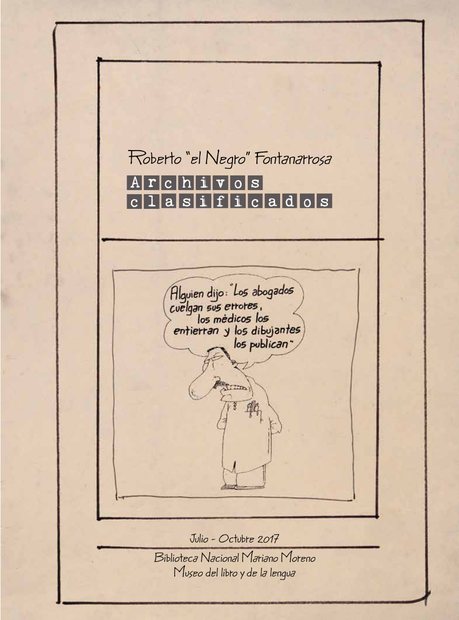 Roberto "el Negro" Fontanarrosa
Archivos
clasificados
Alguien dijo: "Los abogados
cuelgan sus errores,
los médicos los
entierran y los dibujantes
los publican"
Julio - Octubre 2017
Biblioteca Nacional Mariano Moreno
Museo del libro y de la lengua